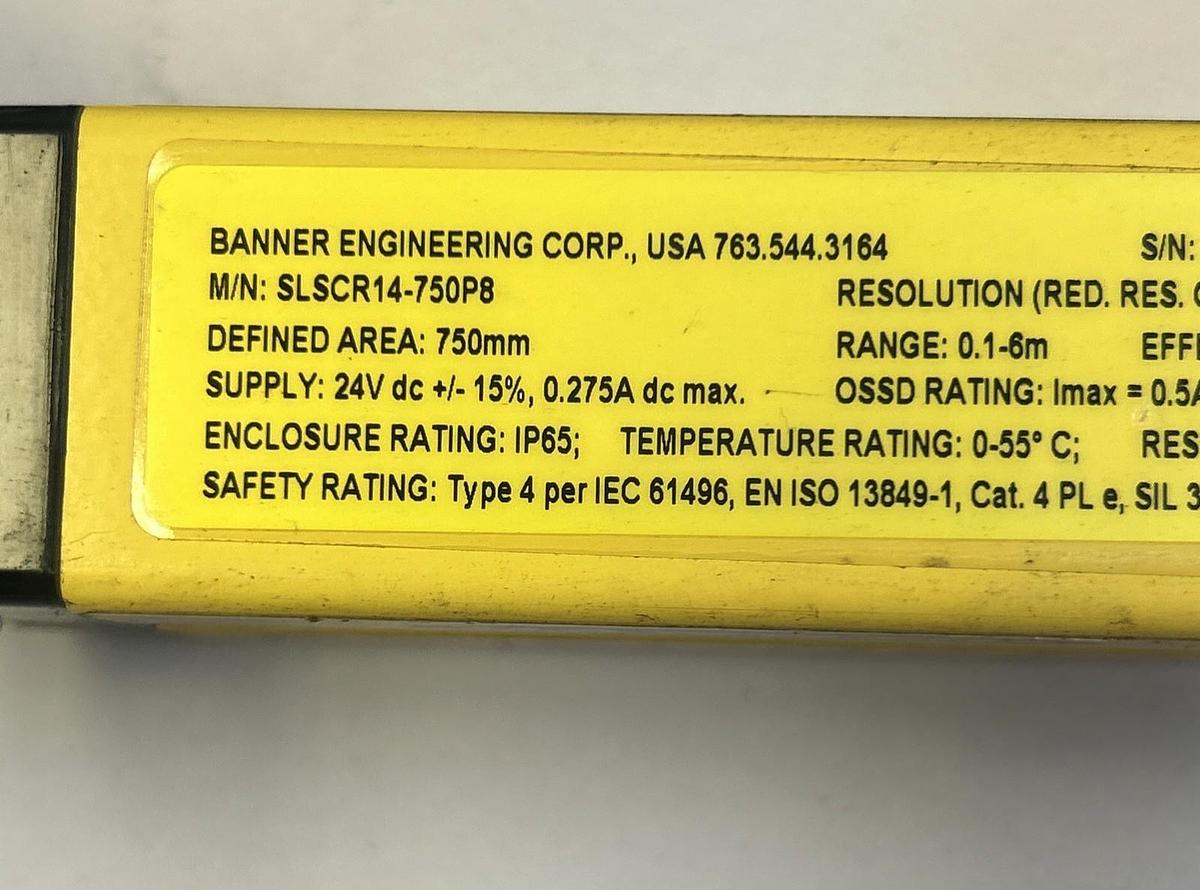 BANNER ENGINEERING CORP., USA 763.544.3164 S/N:
M/N: SLSCR14-750P8 RESOLUTION (RED. RES.
DEFINED AREA: 750mm RANGE: 0.1-6m
SUPPLY: 24V dc +/- 15%, 0.275A dc max. OSSD RATING: Imax = 0.5A
ENCLOSURE RATING: IP65; TEMPERATURE RATING: 0-55° C;
SAFETY RATING: Type 4 per IEC 61496, EN ISO 13849-1, Cat. 4 PL e, SIL 3